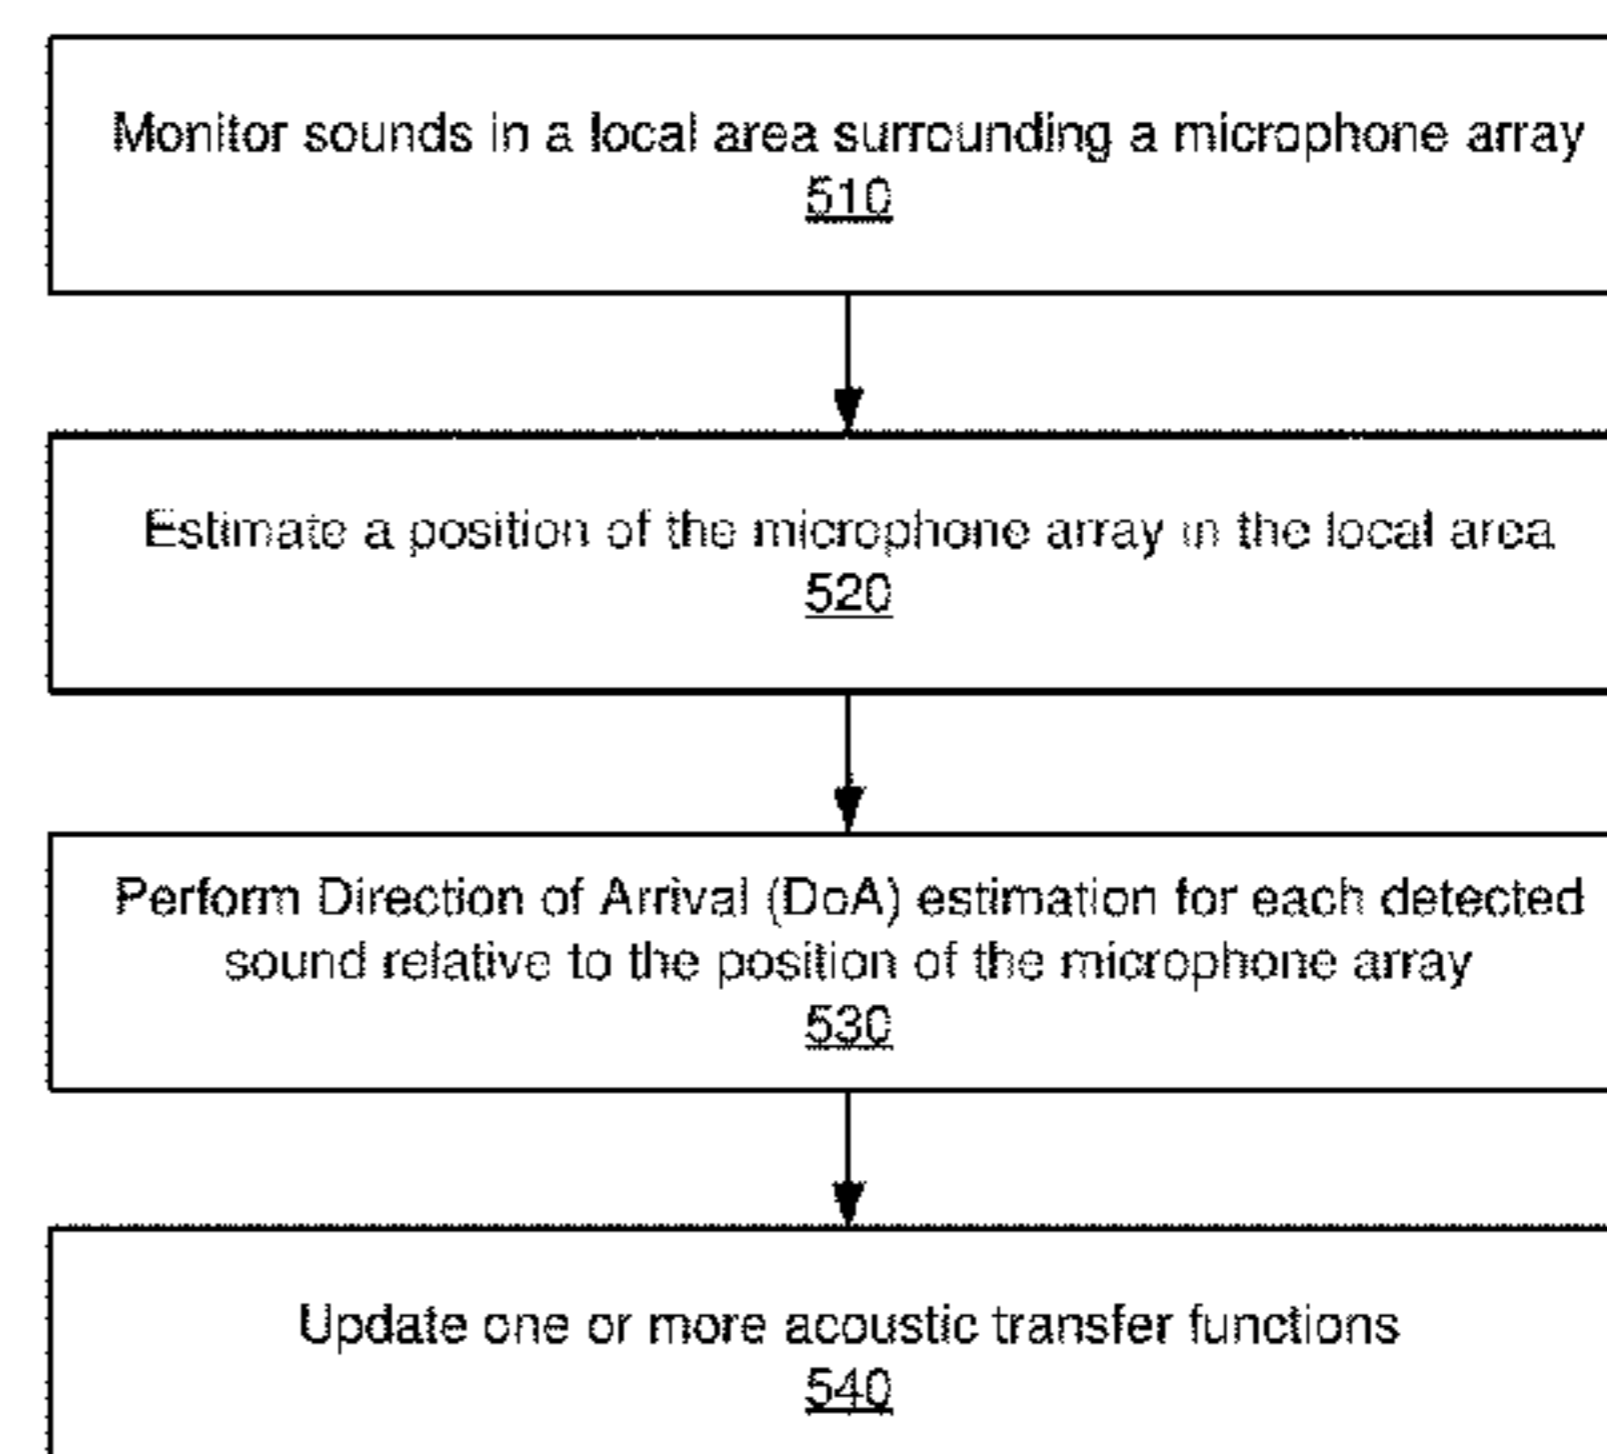 Monitor sounds in a local area surrounding a microphone array
510
Estimate a position of the microphone array in the local area
520
Perform Direction of Arrival (DoA) estimation for each detected
sound relative to the position of the microphone array
530
Update one or more acoustic transfer functions
540